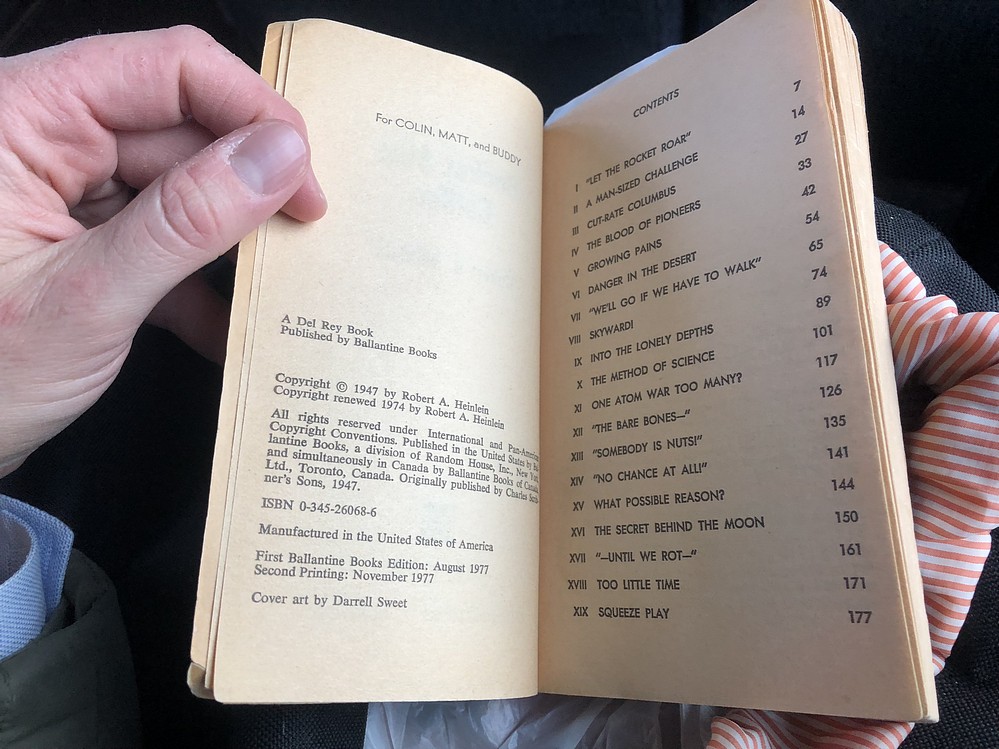 For COLIN, MATT, and BUDDY
A Del Rey Book
Published by Ballantine Books
Copyright © 1947 by Robert A. Heinlein
Copyright renewed 1974 by Robert A. Heinlein
All rights reserved under International and Pan-American
Copyright Conventions. Published in the United States by
lantine Books, a division of Random House, Inc., New York,
and simultaneously in Canada by Ballantine Books of Canada,
Ltd., Toronto, Canada. Originally published by Charles Scrib-
ner's Sons, 1947.
ISBN 0-345-26068-6
Manufactured in the United States of America
First Ballantine Books Edition: August 1977
Second Printing: November 1977
Cover art by Darrell Sweet
CONTENTS
I "LET THE ROCKET ROAR" 7
II A MAN-SIZED CHALLENGE 14
III CUT-RATE COLUMBUS 27
IV THE BLOOD OF PIONEERS 33
V GROWING PAINS 42
VI DANGER IN THE DESERT 54
VII "WE'LL GO IF WE HAVE TO WALK" 65
VIII SKYWARD! 74
IX INTO THE LONELY DEPTHS 89
X THE METHOD OF SCIENCE 101
XI ONE ATOM WAR TOO MANY? 117
XII "THE BARE BONES—" 126
XIII "SOMEBODY IS NUTS!" 135
XIV "NO CHANCE AT ALL!" 141
XV WHAT POSSIBLE REASON? 144
XVI THE SECRET BEHIND THE MOON 150
XVII "—UNTIL WE ROT—" 161
XVIII TOO LITTLE TIME 171
XIX SQUEEZE PLAY 177